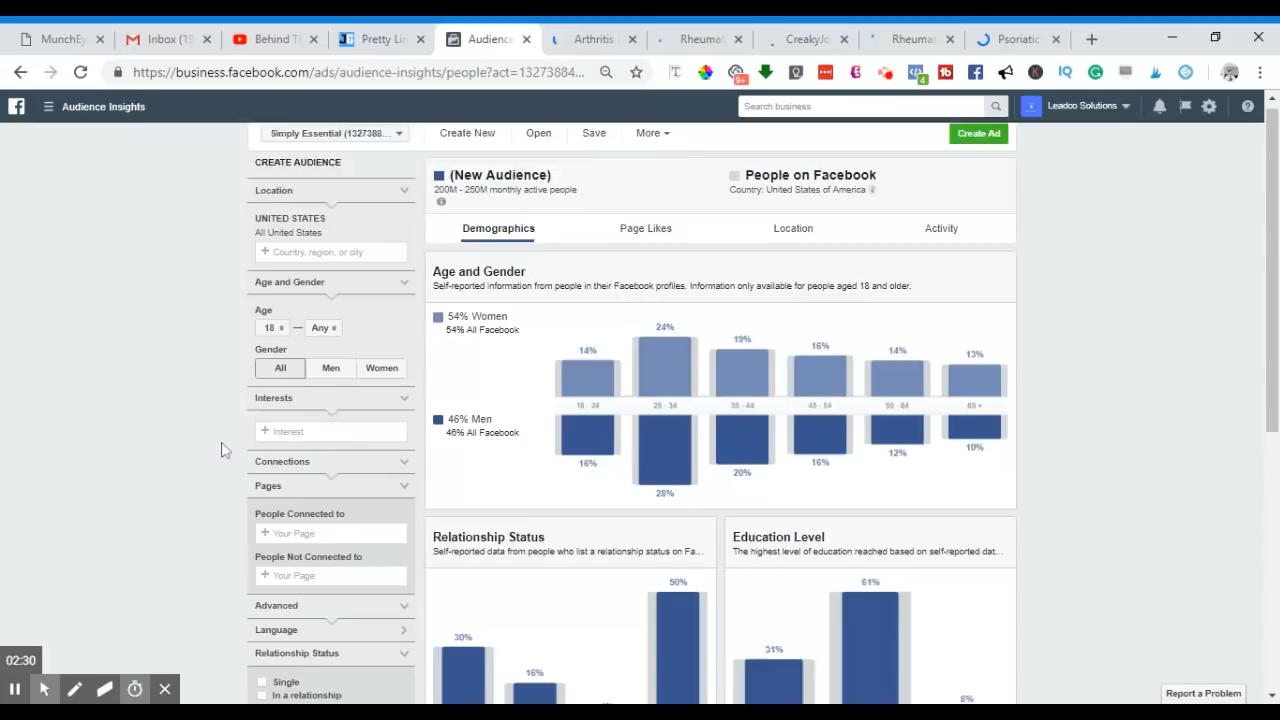 MunchEy
Inbox (19
Behind T
Pretty Lin
Audience
Arthritis
Rheumat
CreakyJo
Rheumat
Psoriatic
https://business.facebook.com/ads/audience-insights/people?act=13273884...
9+
4
IQ
Audience Insights
Search business
Leadco Solutions
Simply Essential (1327388...
Create New
Open
Save
More
Create Ad
CREATE AUDIENCE
Location
UNITED STATES
All United States
+ Country, region, or city
Age and Gender
Age
18 — Any
Gender
All
Men
Women
Interests
+ Interest
Connections
Pages
People Connected to
+ Your Page
People Not Connected to
+ Your Page
Advanced
Language
Relationship Status
Single
In a relationship
(New Audience)
200M - 250M monthly active people
People on Facebook
Country: United States of America
Demographics
Page Likes
Location
Activity
Age and Gender
Self-reported information from people in their Facebook profiles. Information only available for people aged 18 and older.
54% Women
54% All Facebook
14%
24%
19%
16%
14%
13%
18 - 24
25 - 34
35 - 44
45 - 54
55 - 64
65 +
46% Men
46% All Facebook
16%
28%
20%
16%
12%
10%
Relationship Status
Self-reported data from people who list a relationship status on Fa...
30%
16%
50%
Education Level
The highest level of education reached based on self-reported dat...
31%
61%
8%
02:30
Report a Problem